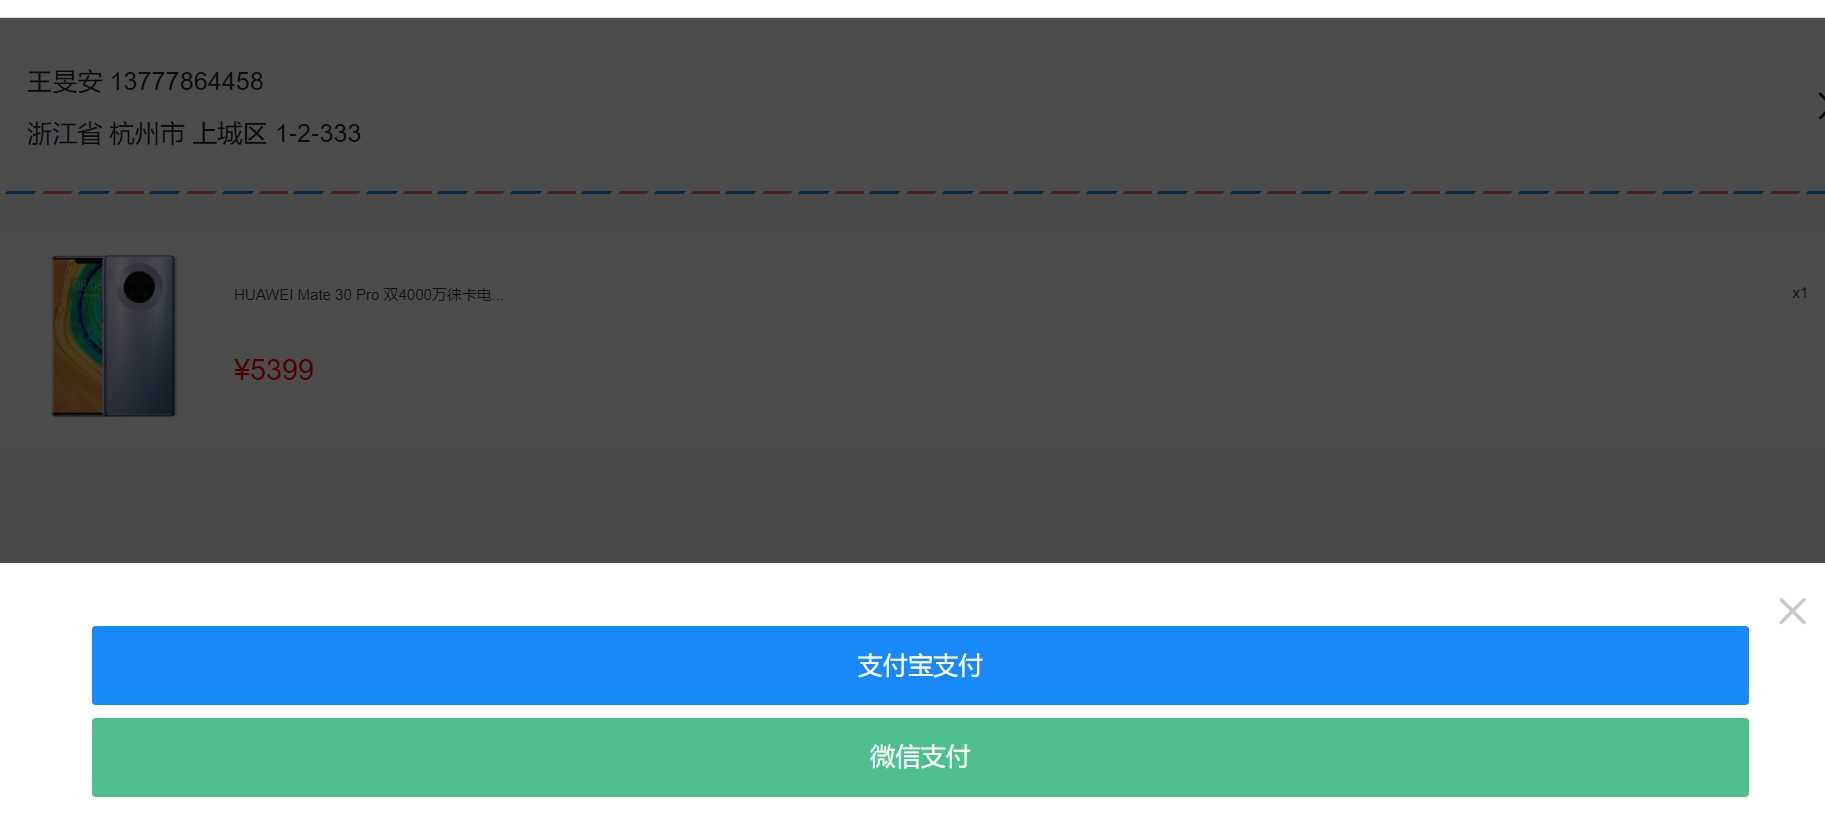 王旻安 13777864458
浙江省 杭州市 上城区 1-2-333
HUAWEI Mate 30 Pro 双4000万徕卡电...
x1
¥5399
支付宝支付
微信支付